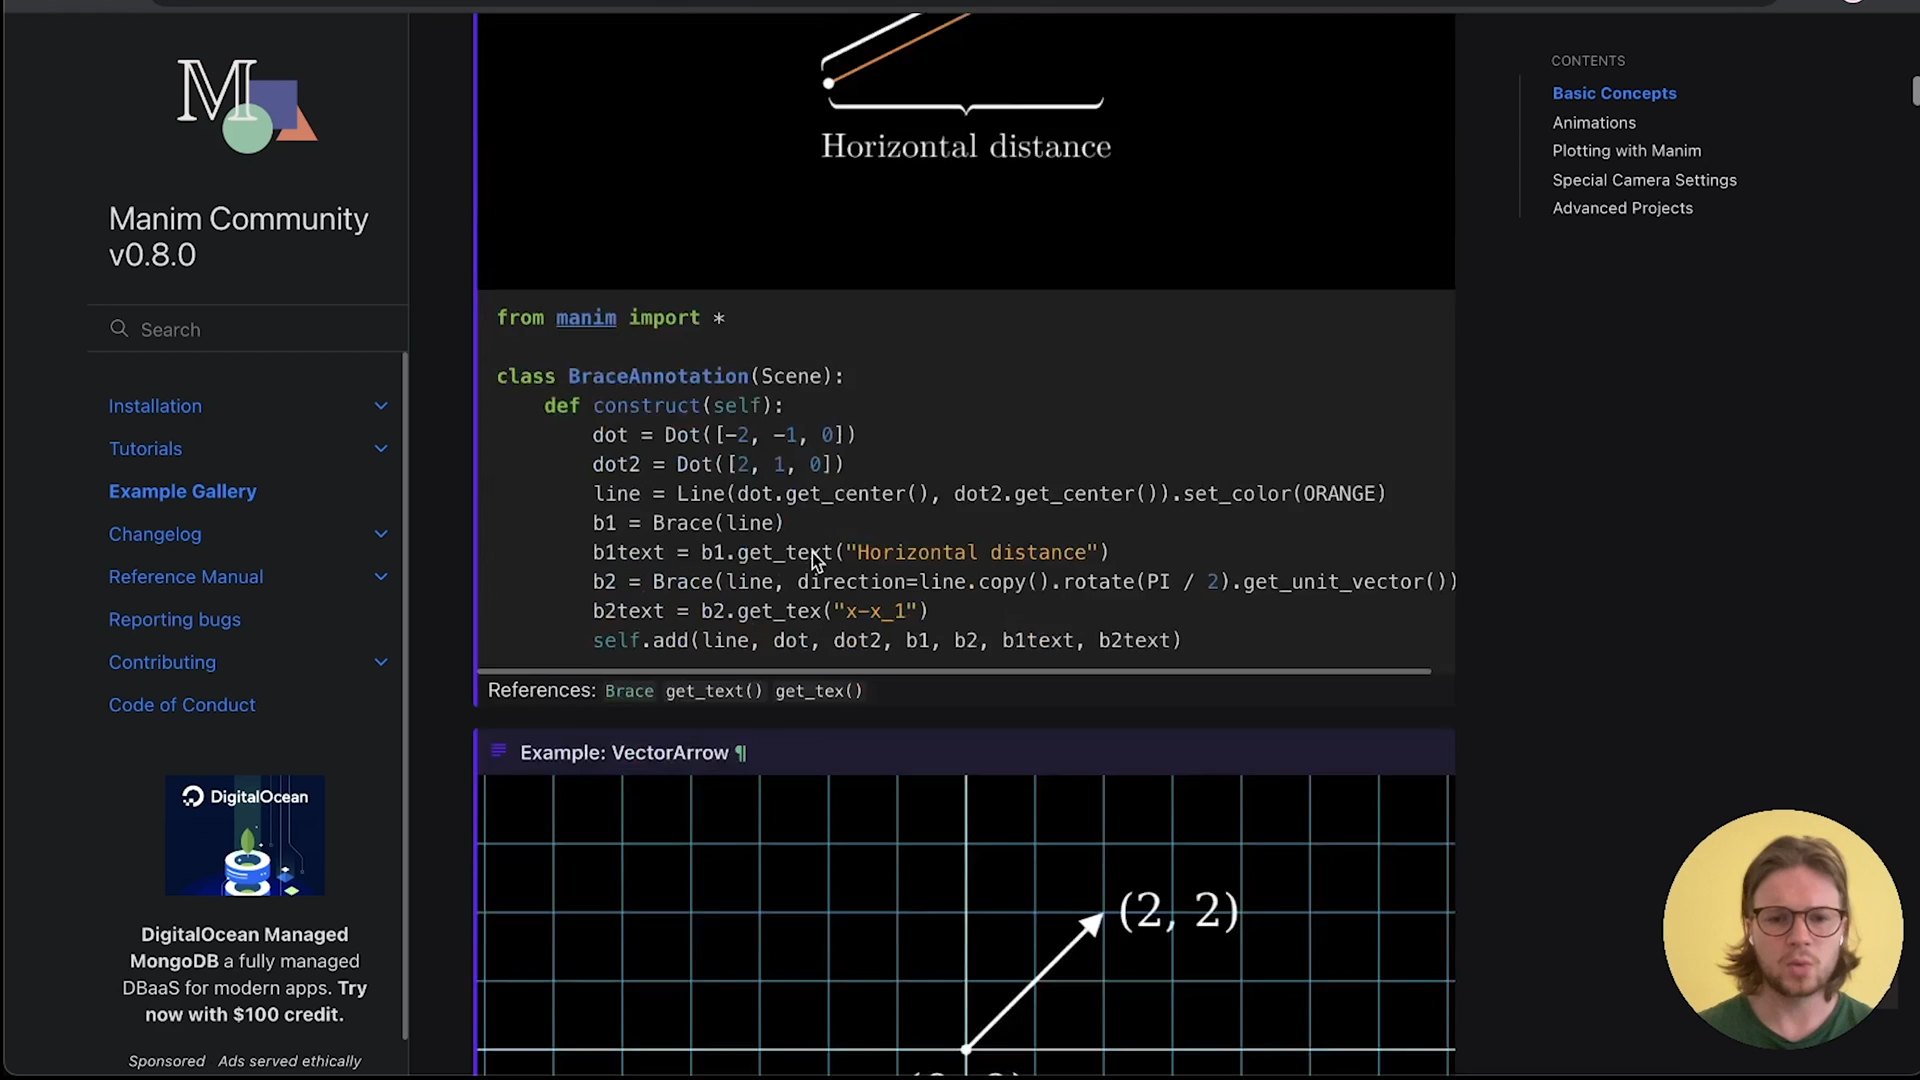 M
Manim Community
v0.8.0
Search
Installation
Tutorials
Example Gallery
Changelog
Reference Manual
Reporting bugs
Contributing
Code of Conduct
DigitalOcean
DigitalOcean Managed
MongoDB a fully managed
DBaaS for modern apps. Try
now with $100 credit.
Sponsored Ads served ethically
Horizontal distance
from manim import *
class BraceAnnotation(Scene):
def construct(self):
dot = Dot([-2, -1, 0])
dot2 = Dot([2, 1, 0])
line = Line(dot.get_center(), dot2.get_center()).set_color(ORANGE)
b1 = Brace(line)
b1text = b1.get_text("Horizontal distance")
b2 = Brace(line, direction=line.copy().rotate(PI / 2).get_unit_vector())
b2text = b2.get_tex("x-x_1")
self.add(line, dot, dot2, b1, b2, b1text, b2text)
References: Brace get_text() get_tex()
Example: VectorArrow ¶
(2, 2)
CONTENTS
Basic Concepts
Animations
Plotting with Manim
Special Camera Settings
Advanced Projects